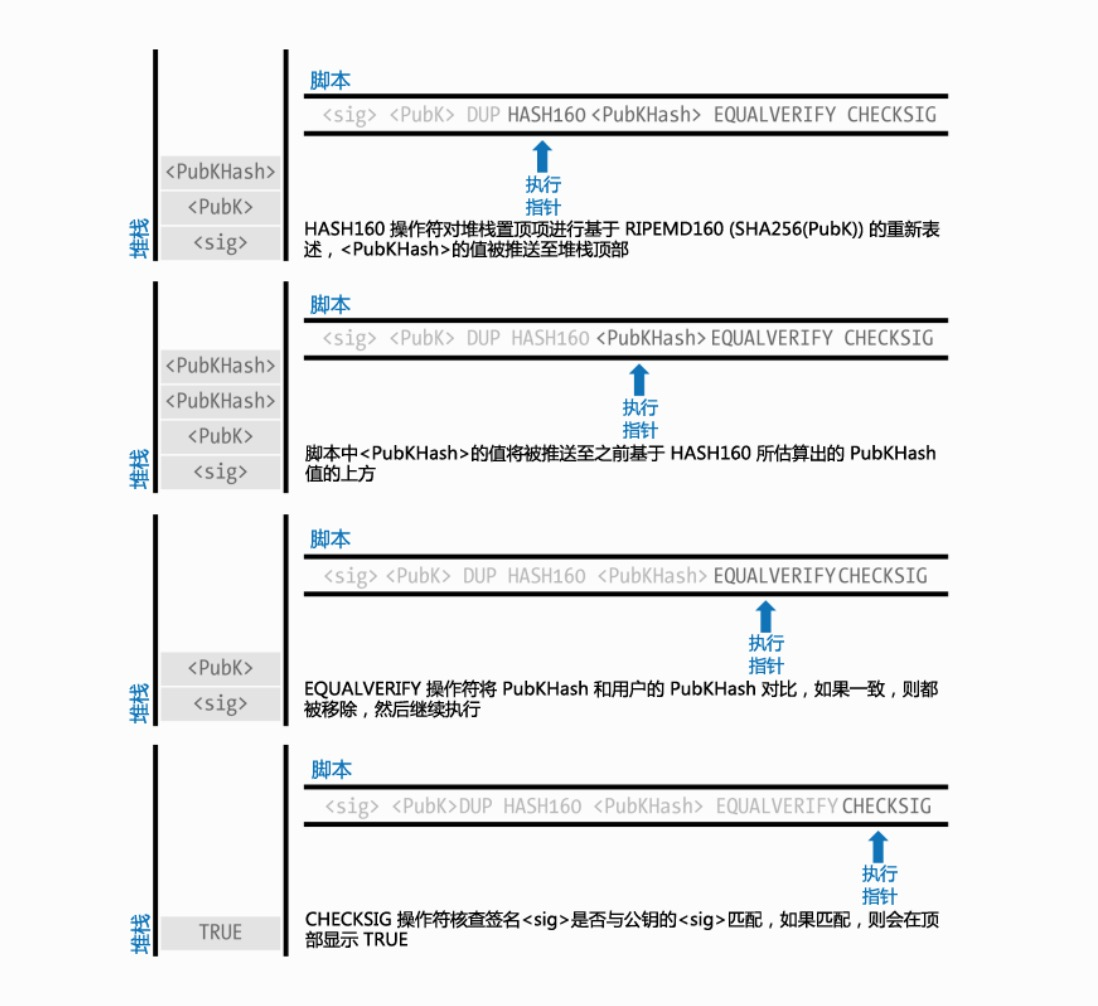 脚本
<sig> <PubK> DUP HASH160 <PubKHash> EQUALVERIFY CHECKSIG
执行
指针
<PubKHash>
<PubK>
<sig>
堆栈
HASH160 操作符对堆栈置顶项进行基于 RIPEMD160 (SHA256(PubK)) 的重新表
述，<PubKHash>的值被推送至堆栈顶部
脚本
<sig> <PubK> DUP HASH160 <PubKHash> EQUALVERIFY CHECKSIG
执行
指针
<PubKHash>
<PubKHash>
<PubK>
<sig>
堆栈
脚本中<PubKHash>的值将被推送至之前基于 HASH160 所估算出的 PubKHash
值的上方
脚本
<sig> <PubK> DUP HASH160 <PubKHash> EQUALVERIFY CHECKSIG
执行
指针
<PubK>
<sig>
堆栈
EQUALVERIFY 操作符将 PubKHash 和用户的 PubKHash 对比，如果一致，则都
被移除，然后继续执行
脚本
<sig> <PubK>DUP HASH160 <PubKHash> EQUALVERIFY CHECKSIG
执行
指针
TRUE
堆栈
CHECKSIG 操作符核查签名<sig>是否与公钥的<sig>匹配，如果匹配，则会在顶
部显示 TRUE